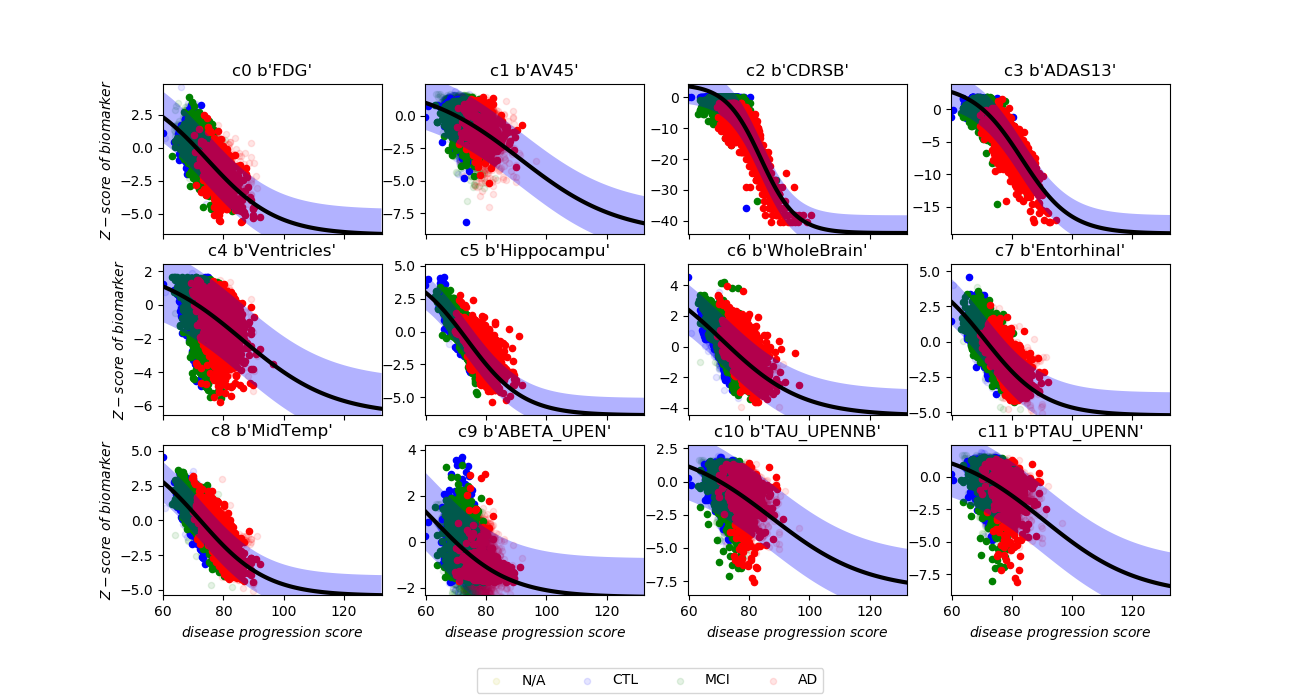 c0 b'FDG' c1 b'AV45' c2 b'CDRSB' c3 b'ADAS13'
Z − score of biomarker
2.5 0.0 −2.5 −5.0
0.0 −2.5 −5.0 −7.5
0 −10 −20 −30 −40
0 −5 −10 −15
c4 b'Ventricles' c5 b'Hippocampu' c6 b'WholeBrain' c7 b'Entorhinal'
Z − score of biomarker
2 0 −2 −4 −6
5.0 2.5 0.0 −2.5 −5.0
4 2 0 −2 −4
5.0 2.5 0.0 −2.5 −5.0
c8 b'MidTemp' c9 b'ABETA_UPEN' c10 b'TAU_UPENNB' c11 b'PTAU_UPENN'
Z − score of biomarker
5.0 2.5 0.0 −2.5 −5.0
4 2 0 −2
2.5 0.0 −2.5 −5.0 −7.5
0.0 −2.5 −5.0 −7.5
60 80 100 120 60 80 100 120 60 80 100 120 60 80 100 120
disease progression score disease progression score disease progression score disease progression score
N/A CTL MCI AD